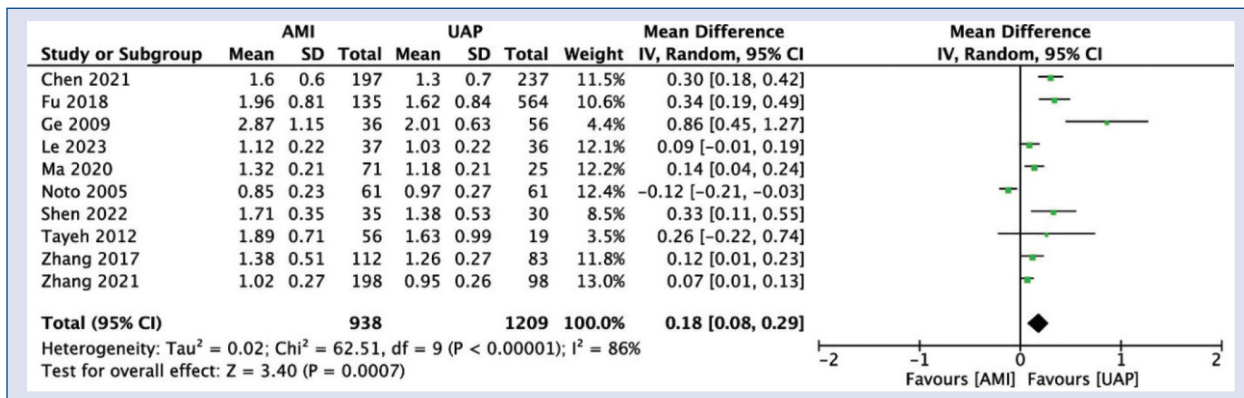 AMI UAP Mean Difference Mean Difference
Study or Subgroup Mean SD Total Mean SD Total Weight IV, Random, 95% CI IV, Random, 95% CI
Chen 2021 1.6 0.6 197 1.3 0.7 237 11.5% 0.30 [0.18, 0.42]
Fu 2018 1.96 0.81 135 1.62 0.84 564 10.6% 0.34 [0.19, 0.49]
Ge 2009 2.87 1.15 36 2.01 0.63 56 4.4% 0.86 [0.45, 1.27]
Le 2023 1.12 0.22 37 1.03 0.22 36 12.1% 0.09 [-0.01, 0.19]
Ma 2020 1.32 0.21 71 1.18 0.21 25 12.2% 0.14 [0.04, 0.24]
Noto 2005 0.85 0.23 61 0.97 0.27 61 12.4% -0.12 [-0.21, -0.03]
Shen 2022 1.71 0.35 35 1.38 0.53 30 8.5% 0.33 [0.11, 0.55]
Tayeh 2012 1.89 0.71 56 1.63 0.99 19 3.5% 0.26 [-0.22, 0.74]
Zhang 2017 1.38 0.51 112 1.26 0.27 83 11.8% 0.12 [0.01, 0.23]
Zhang 2021 1.02 0.27 198 0.95 0.26 98 13.0% 0.07 [0.01, 0.13]
Total (95% CI) 938 1209 100.0% 0.18 [0.08, 0.29]
Heterogeneity: Tau² = 0.02; Chi² = 62.51, df = 9 (P < 0.00001); I² = 86%
Test for overall effect: Z = 3.40 (P = 0.0007)
-2 -1 0 1 2
Favours [AMI] Favours [UAP]